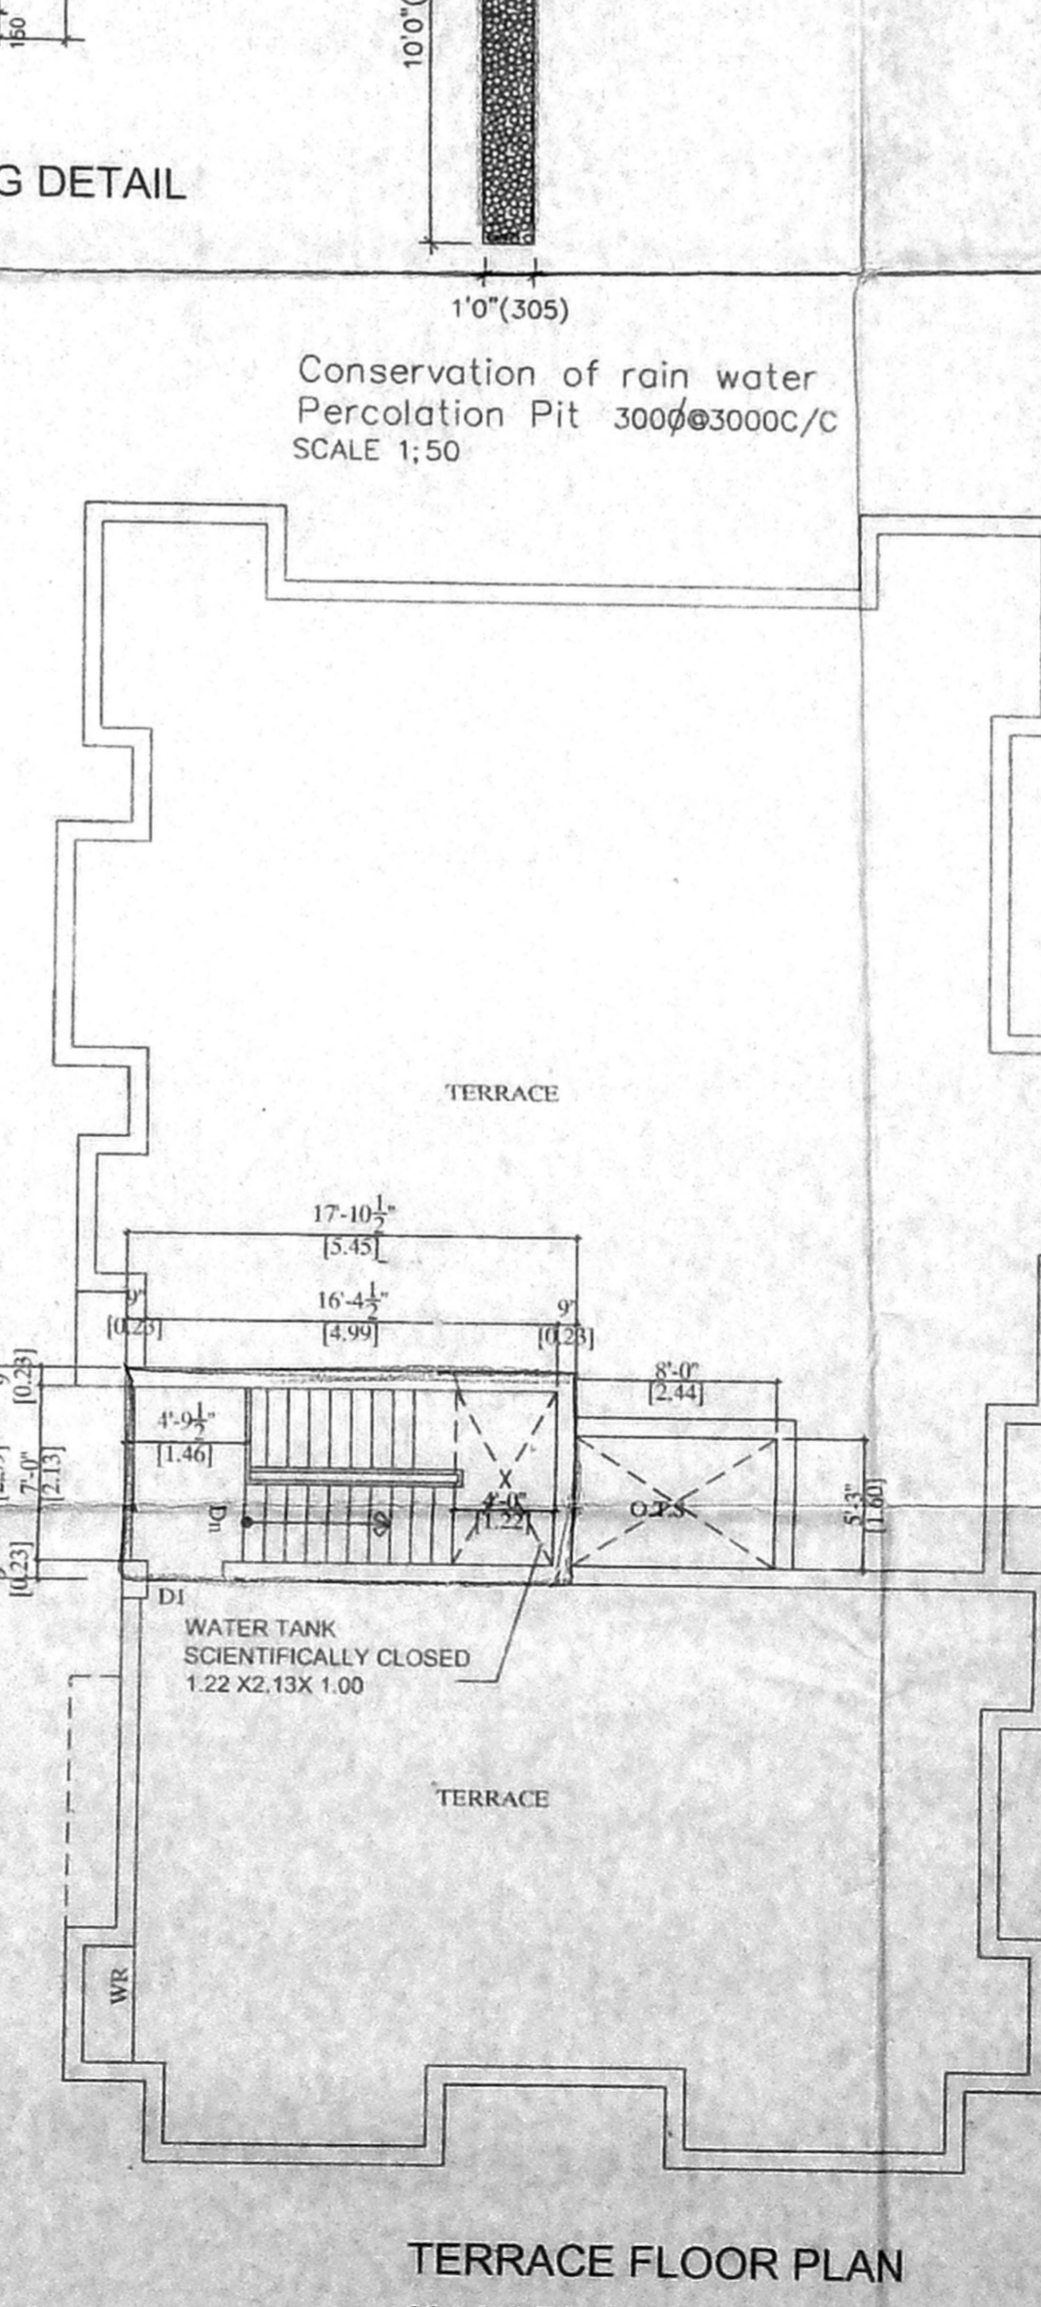 150
10'0"(
G DETAIL
1'0"(305)
Conservation of rain water
Percolation Pit 300Ø@3000C/C
SCALE 1;50
TERRACE
17'-10½"
[5.45]
16'-4½"
[4.99]
9"
[0.23]
9"
[0.23]
8'-0"
[2.44]
[0.23]
4'-9½"
[1.46]
7'-0"
[2.13]
X
4'-0"
[1.22]
O.T.S
5'-3"
[1.60]
Dn
[0.23]
D1
WATER TANK
SCIENTIFICALLY CLOSED
1.22 X2.13X 1.00
TERRACE
WR
TERRACE FLOOR PLAN